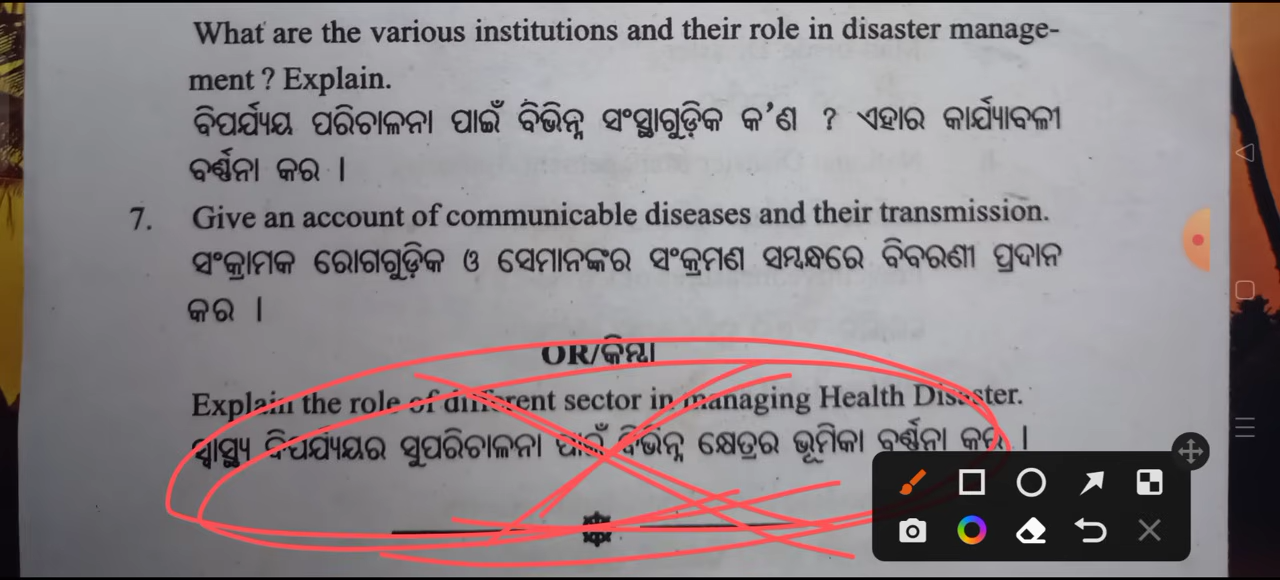 What are the various institutions and their role in disaster manage-
ment ? Explain.
ବିପର୍ଯ୍ୟୟ ପରିଚାଳନା ପାଇଁ ବିଭିନ୍ନ ସଂସ୍ଥାଗୁଡ଼ିକ କ'ଣ ? ଏହାର କାର୍ଯ୍ୟାବଳୀ
ବର୍ଣ୍ଣନା କର ।
7. Give an account of communicable diseases and their transmission.
ସଂକ୍ରାମକ ରୋଗଗୁଡ଼ିକ ଓ ସେମାନଙ୍କର ସଂକ୍ରମଣ ସମ୍ବନ୍ଧରେ ବିବରଣୀ ପ୍ରଦାନ
କର ।
OR/କିମ୍ବା
Explain the role of different sector in managing Health Disaster.
ସ୍ୱାସ୍ଥ୍ୟ ବିପର୍ଯ୍ୟୟର ସୁପରିଚାଳନା ପାଇଁ ବିଭିନ୍ନ କ୍ଷେତ୍ରର ଭୂମିକା ବର୍ଣ୍ଣନା କର ।